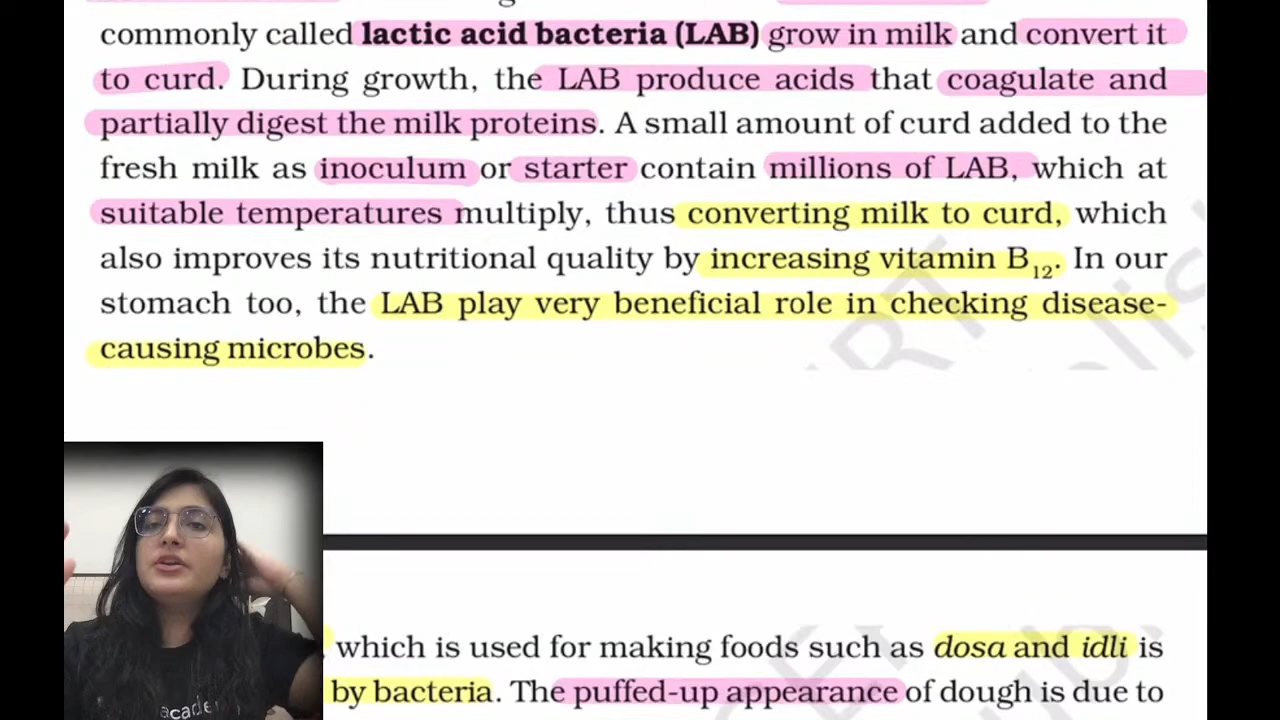 commonly called lactic acid bacteria (LAB) grow in milk and convert it
to curd. During growth, the LAB produce acids that coagulate and
partially digest the milk proteins. A small amount of curd added to the
fresh milk as inoculum or starter contain millions of LAB, which at
suitable temperatures multiply, thus converting milk to curd, which
also improves its nutritional quality by increasing vitamin B12. In our
stomach too, the LAB play very beneficial role in checking disease-
causing microbes.
which is used for making foods such as dosa and idli is
by bacteria. The puffed-up appearance of dough is due to